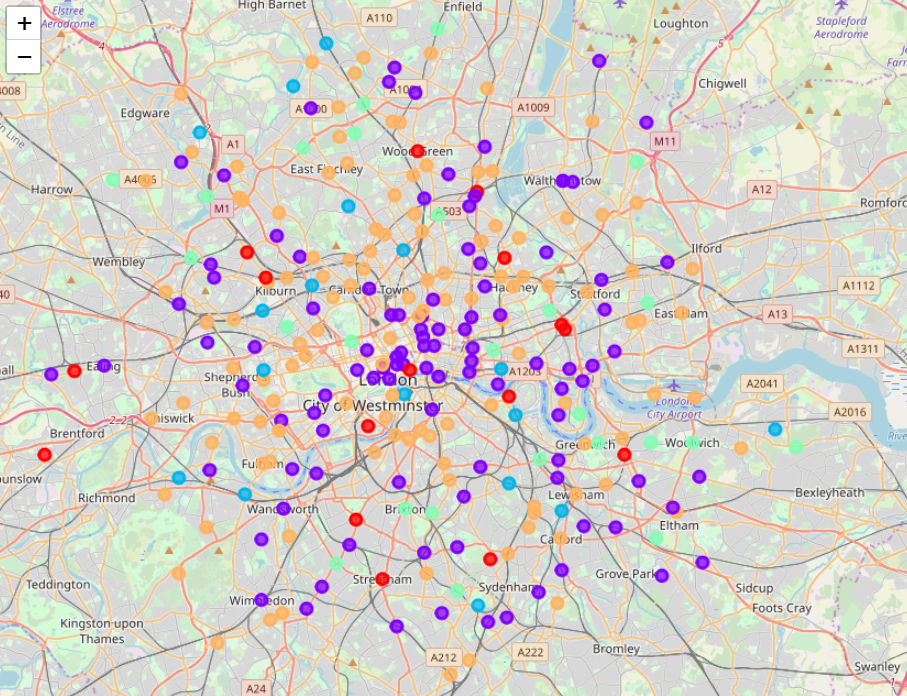 +
−
Elstree
Aerodrome
High Barnet
A110
Enfield
Loughton
Stapleford
Aerodrome
4
5
Chigwell
Edgware
A1009
M11
A1
Wood Green
East Finchley
A4006
Harrow
Walthamstow
A12
M1
A503
Romford
Wembley
Ilford
Kilburn
Camden Town
Hackney
Stratford
A1112
40
East Ham
A13
A1311
Ealing
Shepherd's
Bush
London
A1203
A2041
City of Westminster
London
City Airport
A2016
Chiswick
2
Brentford
Greenwich
Woolwich
Fulham
Richmond
Lewisham
Bexleyheath
Wandsworth
Brixton
Eltham
Catford
Teddington
Streatham
Sydenham
Grove Park
Sidcup
Wimbledon
Foots Cray
Kingston upon
Thames
A212
A222
Bromley
Swanley
A24